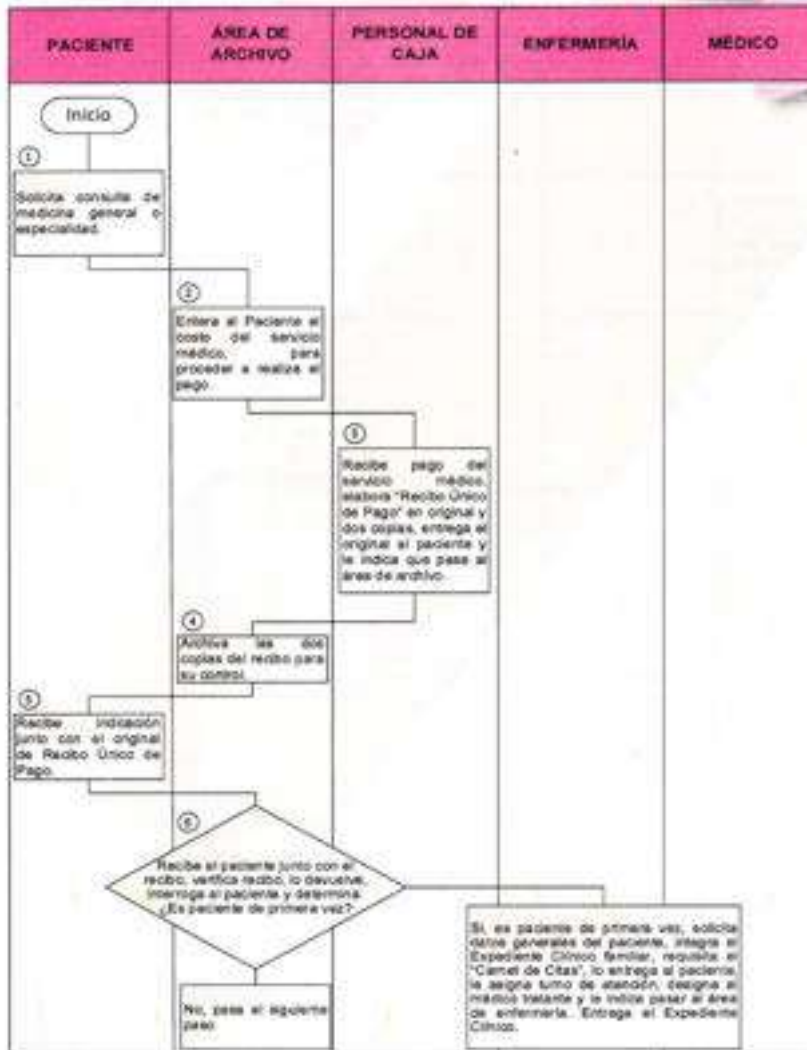 PACIENTE
ÁREA DE
ARCHIVO
PERSONAL DE
CAJA
ENFERMERÍA
MÉDICO
Inicio
1
Solicita consulta de
medicina general o
especialidad.
2
Entera al Paciente el
costo del servicio
médico, para
proceder a realiza el
pago.
3
Recibe pago del
servicio médico,
elabora "Recibo Único
de Pago" en original y
dos copias, entrega el
original al paciente y
le indica que pase al
área de archivo.
4
Archiva las dos
copias del recibo para
su control.
5
Recibe indicación
junto con el original
de Recibo Único de
Pago.
6
Recibe al paciente junto con el
recibo, verifica recibo, lo devuelve,
interroga al paciente y determina
¿Es paciente de primera vez?
Si, es paciente de primera vez, solicita
datos generales del paciente, integra el
Expediente Clínico familiar, requisita el
"Carnet de Citas", lo entrega al paciente,
le asigna turno de atención, designa al
médico tratante y le indica pasar al área
de enfermería. Entrega el Expediente
Clínico.
No, pasa al siguiente
paso